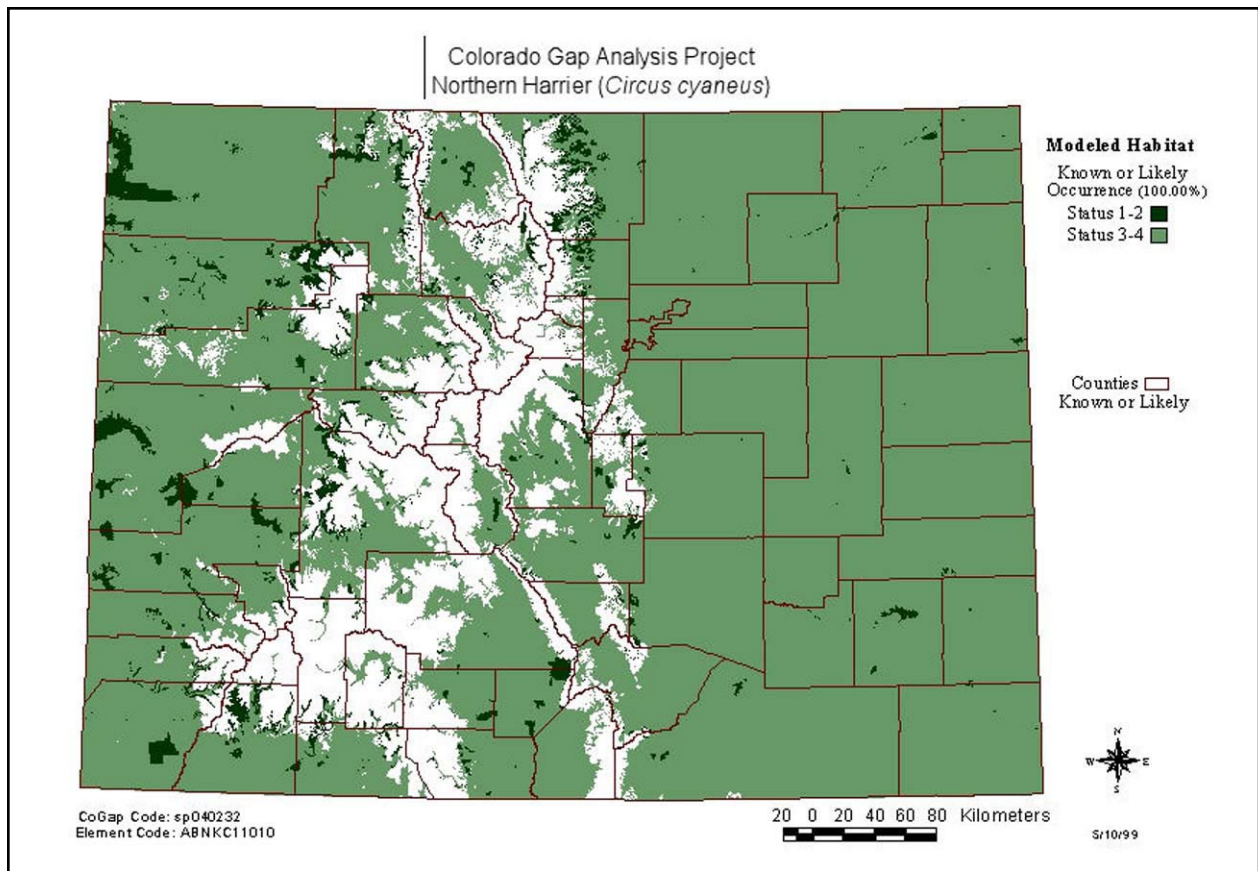 Colorado Gap Analysis Project
Northern Harrier (Circus cyaneus)
Modeled Habitat
Known or Likely
Occurrence (100.00%)
Status 1-2
Status 3-4
Counties
Known or Likely
N
W E
S
CoGap Code: sp040232
Element Code: ABNKC11010
20 0 20 40 60 80 Kilometers
5/10/99